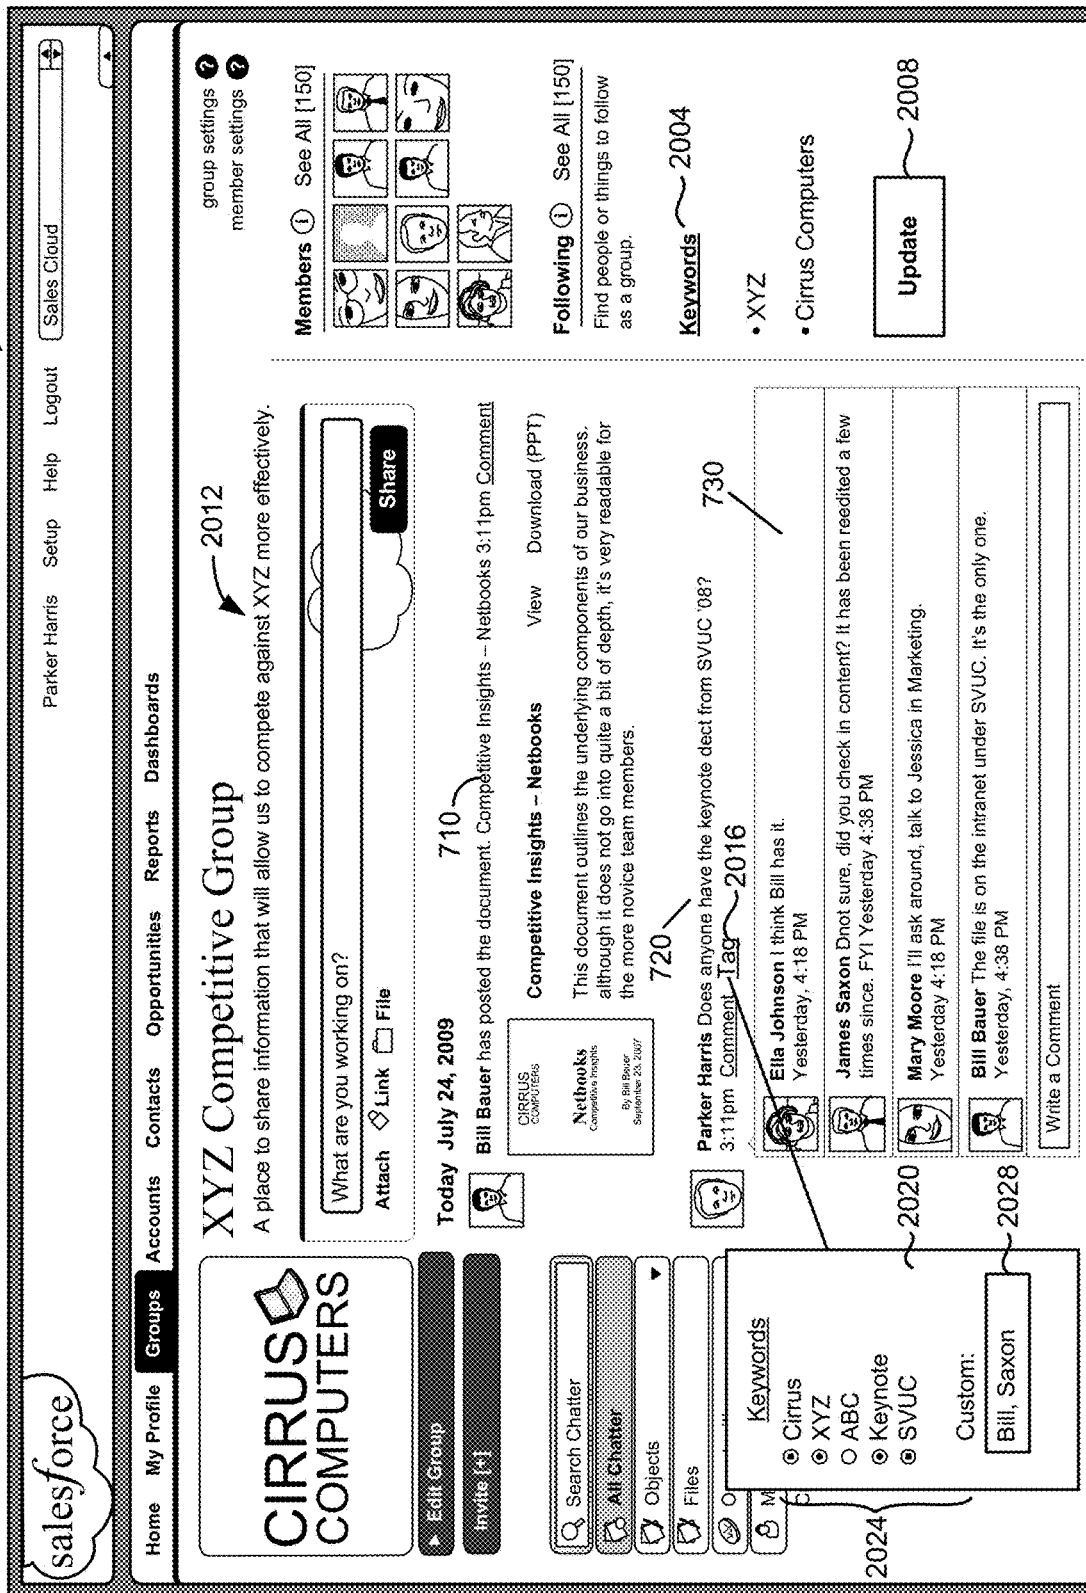 salesforce
Parker Harris Setup Help Logout Sales Cloud
Home My Profile Groups Accounts Contacts Opportunities Reports Dashboards
CIRRUS
COMPUTERS
Edit Group
Invite [+]
Search Chatter
All Chatter
Objects
Files
O
M
C
XYZ Competitive Group
2012
A place to share information that will allow us to compete against XYZ more effectively.
What are you working on?
Attach Link File
Share
Today July 24, 2009
710
Bill Bauer has posted the document. Competitive Insights – Netbooks 3:11pm Comment
CIRRUS
COMPUTERS
Netbooks
Competitive Insights
By Bill Bauer
September 23, 2007
Competitive Insights – Netbooks View Download (PPT)
This document outlines the underlying components of our business.
although it does not go into quite a bit of depth, it's very readable for
the more novice team members.
720
Parker Harris Does anyone have the keynote dect from SVUC '08?
3:11pm Comment Tag 2016
730
Ella Johnson I think Bill has it.
Yesterday, 4:18 PM
James Saxon Dnot sure, did you check in content? It has been reedited a few
times since. FYI Yesterday 4:38 PM
Mary Moore I'll ask around, talk to Jessica in Marketing.
Yesterday 4:18 PM
Bill Bauer The file is on the intranet under SVUC. It's the only one.
Yesterday, 4:38 PM
Write a Comment
group settings ?
member settings ?
Members i See All [150]
Following i See All [150]
Find people or things to follow
as a group.
Keywords 2004
• XYZ
• Cirrus Computers
Update
2008
Keywords
Cirrus
XYZ
ABC
Keynote
SVUC
2024
2020
Custom:
Bill, Saxon
2028